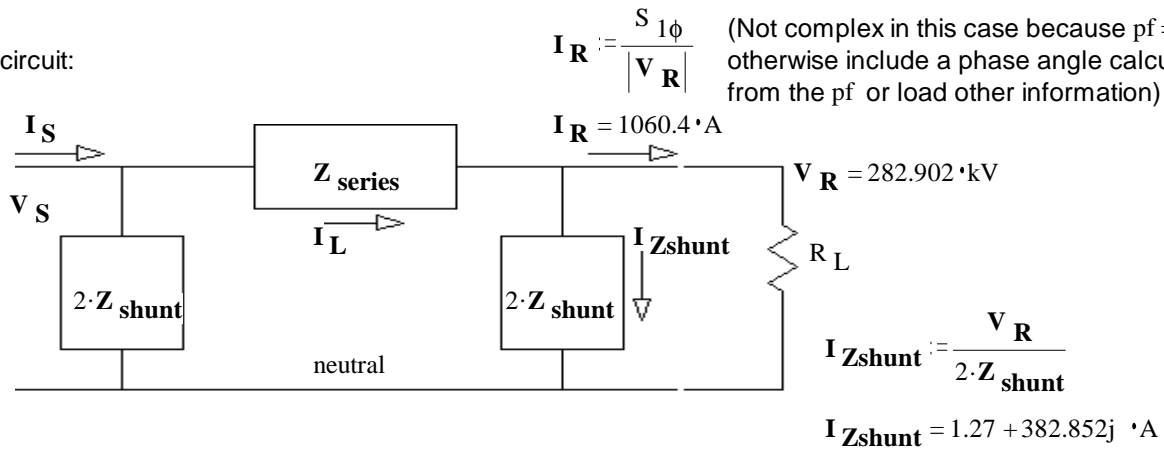 I R := S 1ϕ / |V R|
(Not complex in this case because pf =
otherwise include a phase angle calcu
from the pf or load other information)
circuit:
I S
I R = 1060.4 •A
Z series
V R = 282.902 •kV
V S
I L
I Zshunt
R L
2·Z shunt
2·Z shunt
neutral
I Zshunt := V R / 2·Z shunt
I Zshunt = 1.27 + 382.852j •A